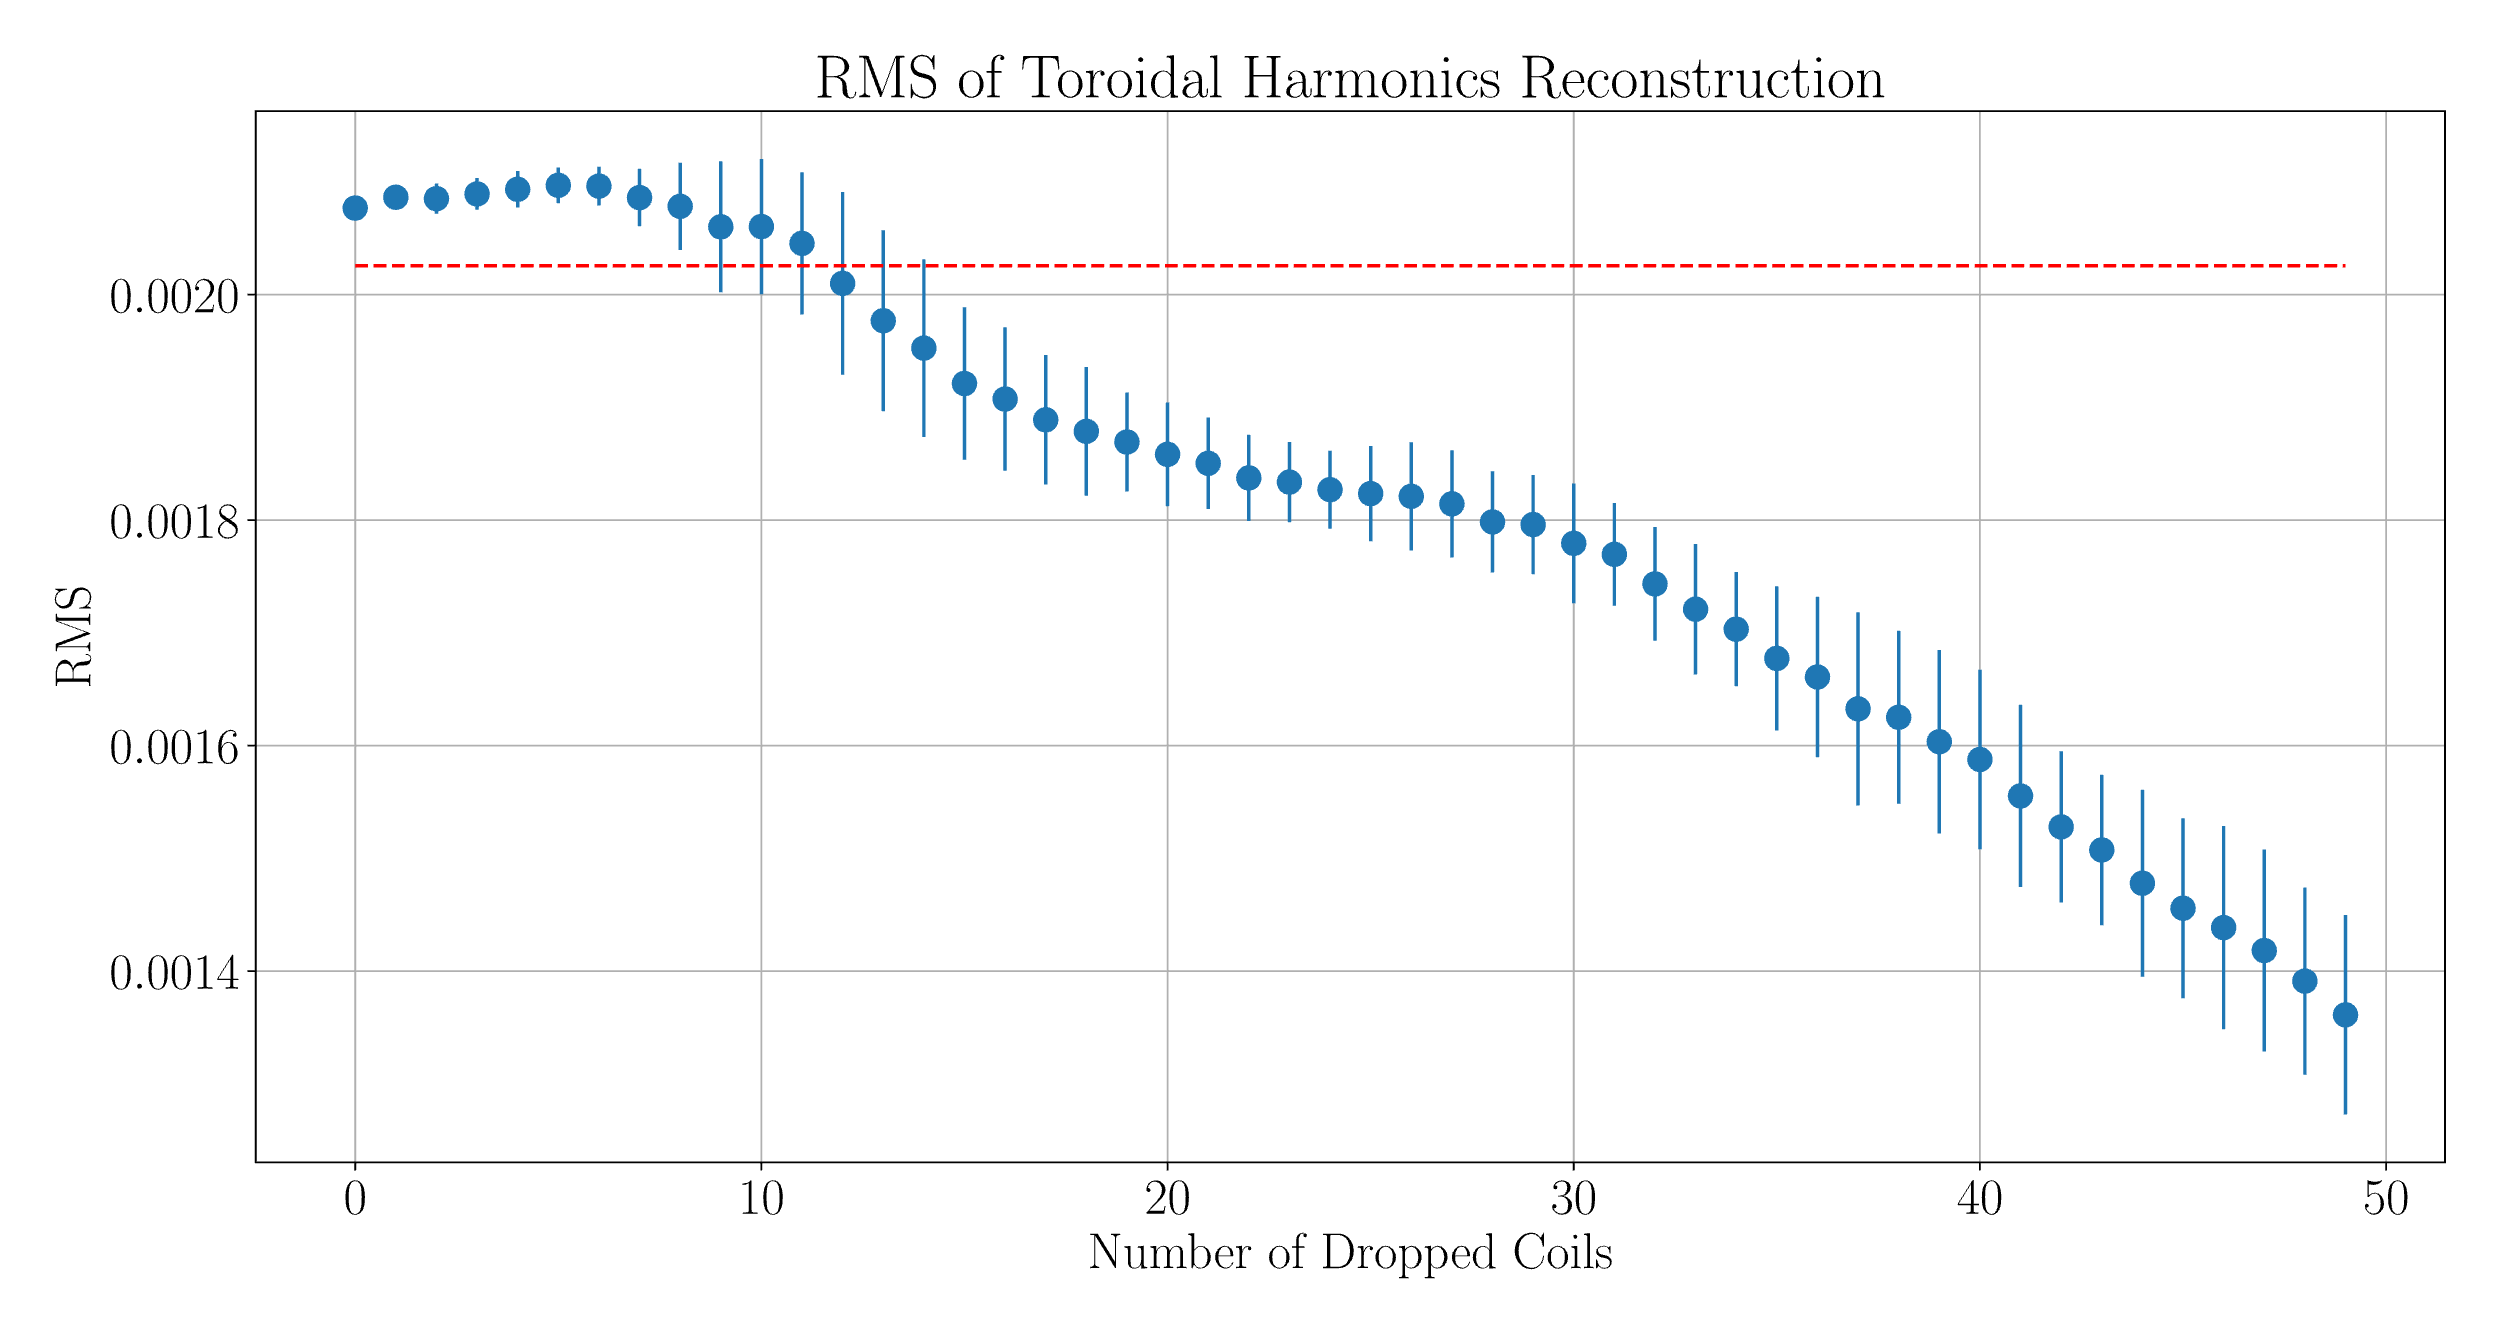 RMS of Toroidal Harmonics Reconstruction
0.0020
0.0018
0.0016
0.0014
RMS
0 10 20 30 40 50
Number of Dropped Coils